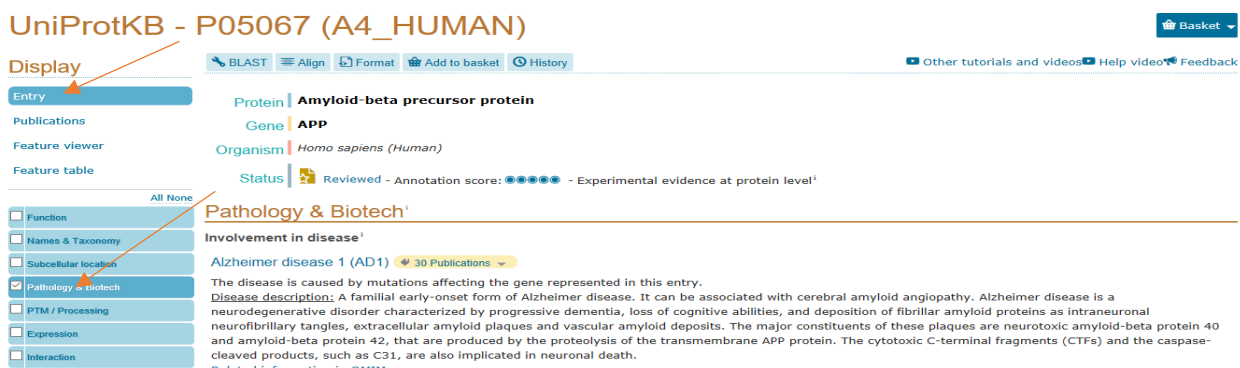 UniProtKB - P05067 (A4_HUMAN)
Basket
Display
BLAST Align Format Add to basket History
Other tutorials and videos Help video Feedback
Entry
Publications
Feature viewer
Feature table
All None
Function
Names & Taxonomy
Subcellular location
Pathology & Biotech
PTM / Processing
Expression
Interaction
Protein Amyloid-beta precursor protein
Gene APP
Organism Homo sapiens (Human)
Status Reviewed - Annotation score: - Experimental evidence at protein level i
Pathology & Biotech i
Involvement in disease i
Alzheimer disease 1 (AD1) 30 Publications
The disease is caused by mutations affecting the gene represented in this entry.
Disease description: A familial early-onset form of Alzheimer disease. It can be associated with cerebral amyloid angiopathy. Alzheimer disease is a
neurodegenerative disorder characterized by progressive dementia, loss of cognitive abilities, and deposition of fibrillar amyloid proteins as intraneuronal
neurofibrillary tangles, extracellular amyloid plaques and vascular amyloid deposits. The major constituents of these plaques are neurotoxic amyloid-beta protein 40
and amyloid-beta protein 42, that are produced by the proteolysis of the transmembrane APP protein. The cytotoxic C-terminal fragments (CTFs) and the caspase-
cleaved products, such as C31, are also implicated in neuronal death.